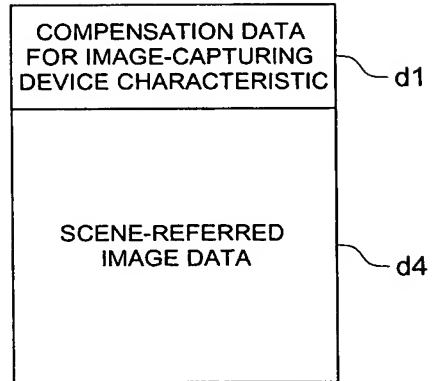 COMPENSATION DATA
FOR IMAGE-CAPTURING
DEVICE CHARACTERISTIC
d1
SCENE-REFERRED
IMAGE DATA
d4